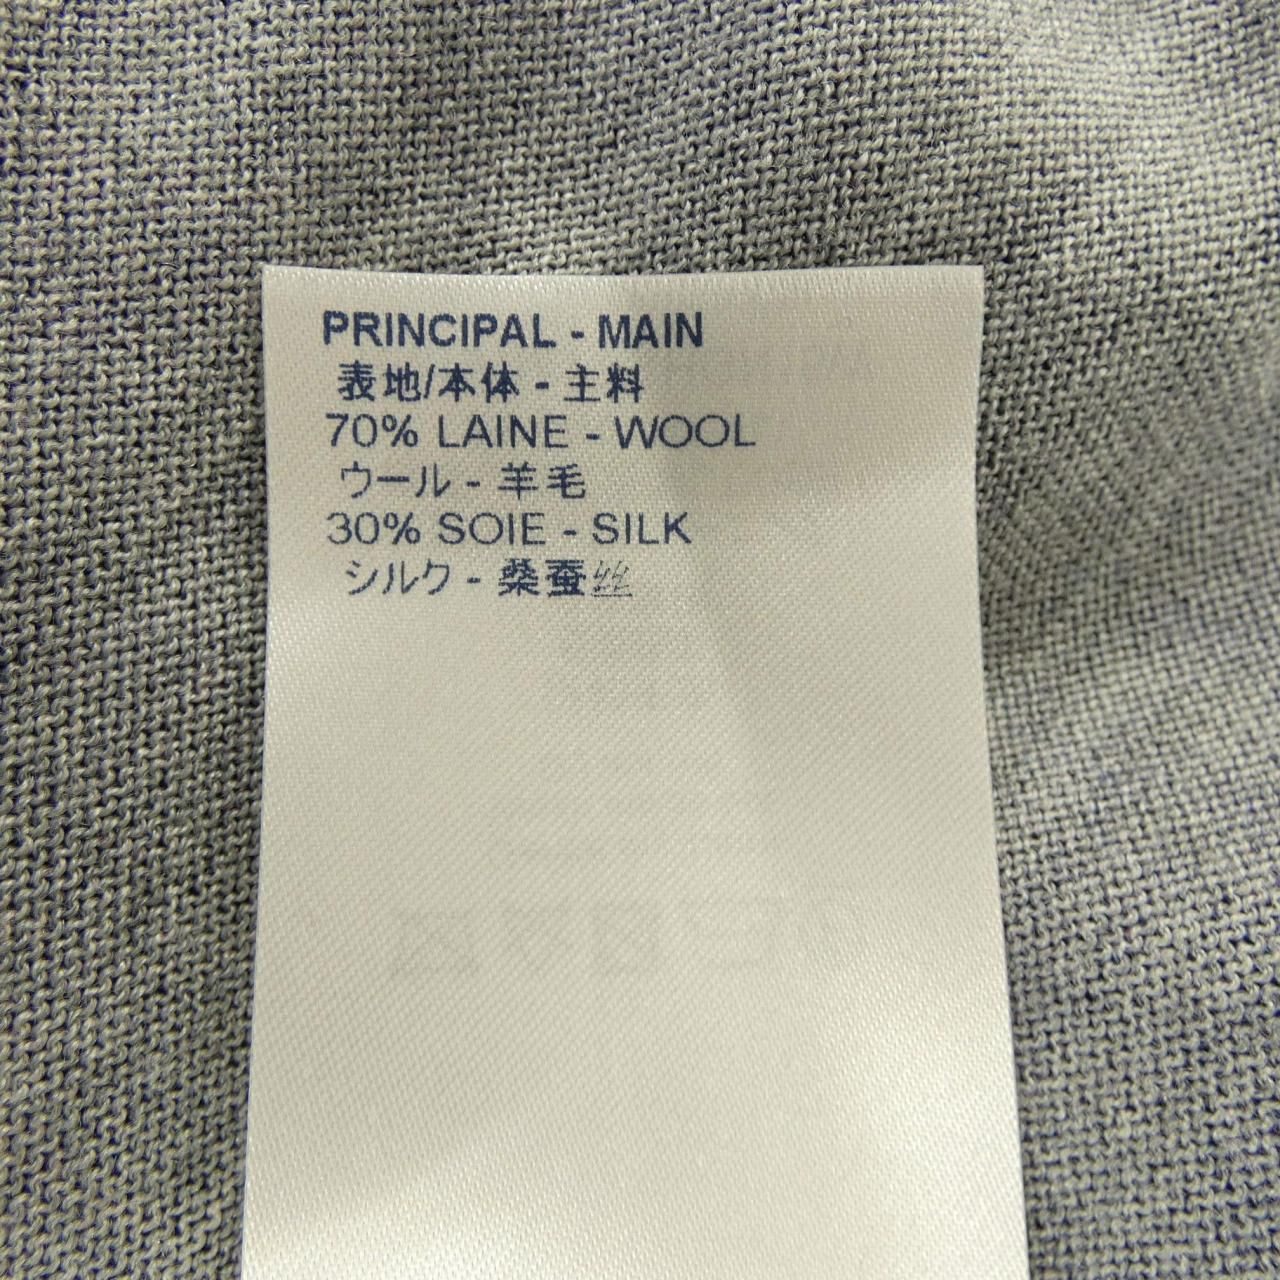 PRINCIPAL - MAIN
表地/本体 - 主料
70% LAINE - WOOL
ウール - 羊毛
30% SOIE - SILK
シルク - 桑蚕丝